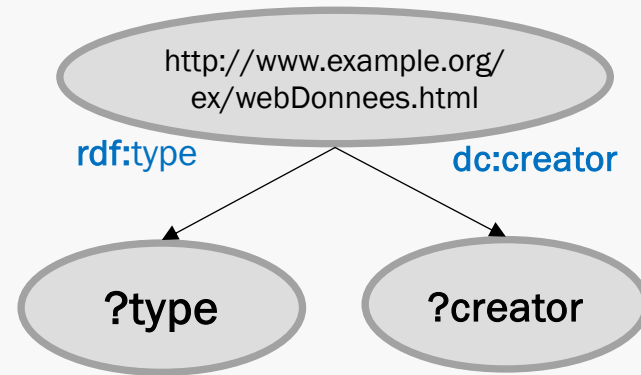 http://www.example.org/
ex/webDonnees.html
rdf:type
dc:creator
?type
?creator